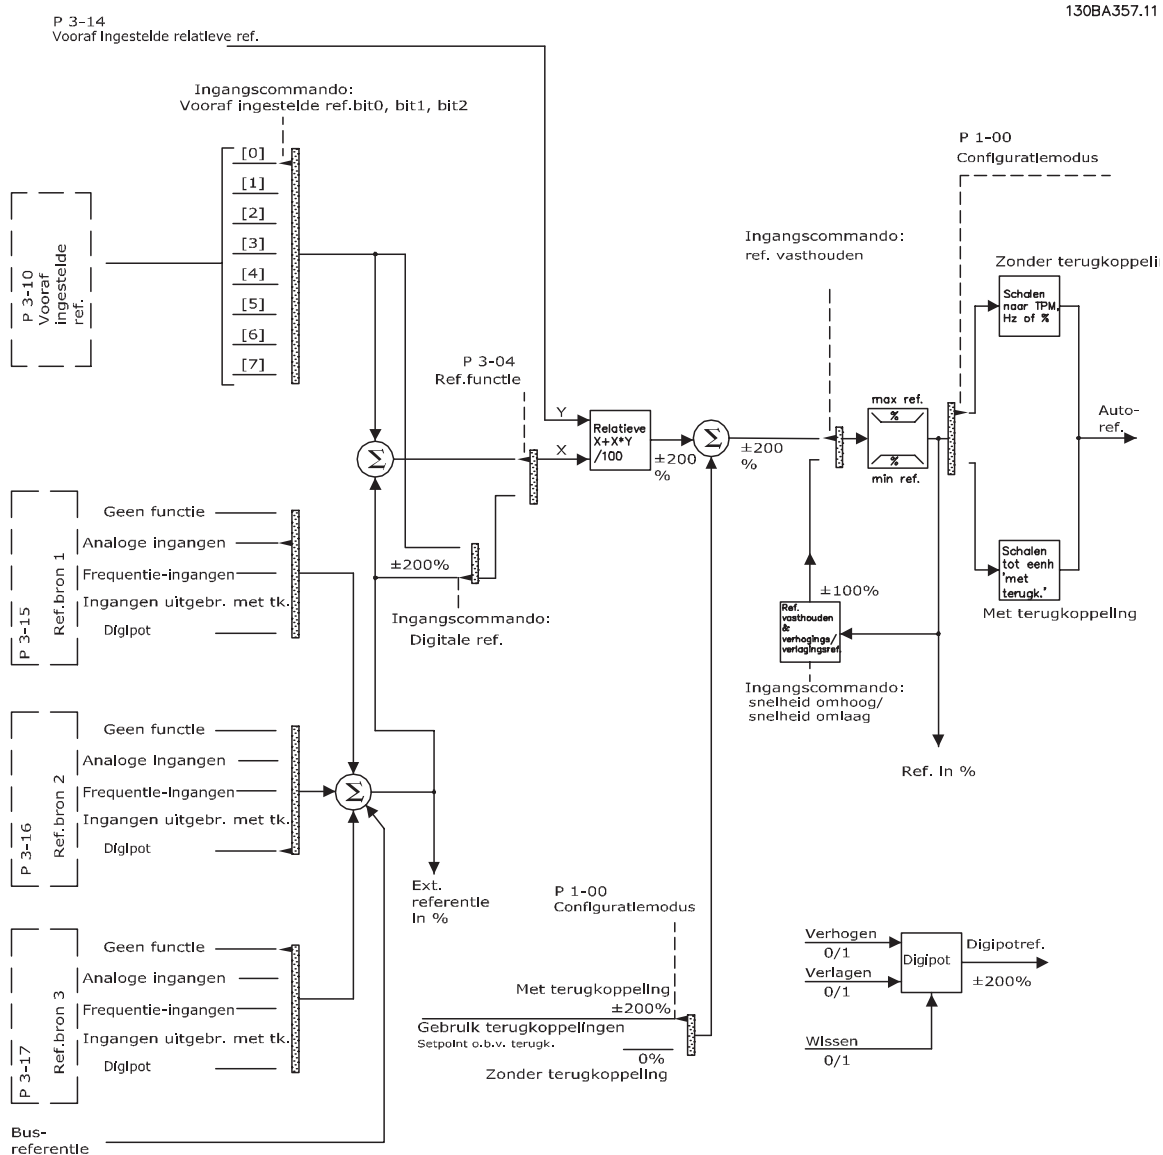 130BA357.11
P 3-14
Vooraf ingestelde relatieve ref.
Ingangscommando:
Vooraf ingestelde ref.bit0, bit1, bit2
P 1-00
Configuratiemodus
[0]
[1]
[2]
[3]
[4]
[5]
[6]
[7]
P 3-10
Vooraf
ingestelde
ref.
Ingangscommando:
ref. vasthouden
Zonder terugkoppeli
Schalen
naar TPM,
Hz of %
P 3-04
Ref.functie
Y
X
Relatieve
X+X*Y
/100
±200
%
Σ
±200
%
max ref.
%
%
min ref.
Auto-
ref.
Σ
P 3-15
Ref.bron 1
Geen functie
Analoge ingangen
Frequentie-ingangen
Ingangen uitgebr. met tk.
Digipot
±200%
Ingangscommando:
Digitale ref.
Schalen
tot eenh
'met
terugk.'
Met terugkoppeling
±100%
Ref.
vasthouden
&
verhogings/
verlagingsref.
Ingangscommando:
snelheid omhoog/
snelheid omlaag
Ref. in %
P 3-16
Ref.bron 2
Geen functie
Analoge ingangen
Frequentie-ingangen
Ingangen uitgebr. met tk.
Digipot
Σ
Ext.
referentie
in %
P 3-17
Ref.bron 3
Geen functie
Analoge ingangen
Frequentie-ingangen
Ingangen uitgebr. met tk.
Digipot
Bus-
referentie
P 1-00
Configuratiemodus
Met terugkoppeling
±200%
Gebruik terugkoppelingen
Setpoint o.b.v. terugk.
0%
Zonder terugkoppeling
Verhogen
0/1
Verlagen
0/1
Wissen
0/1
Digipot
Digipotref.
±200%